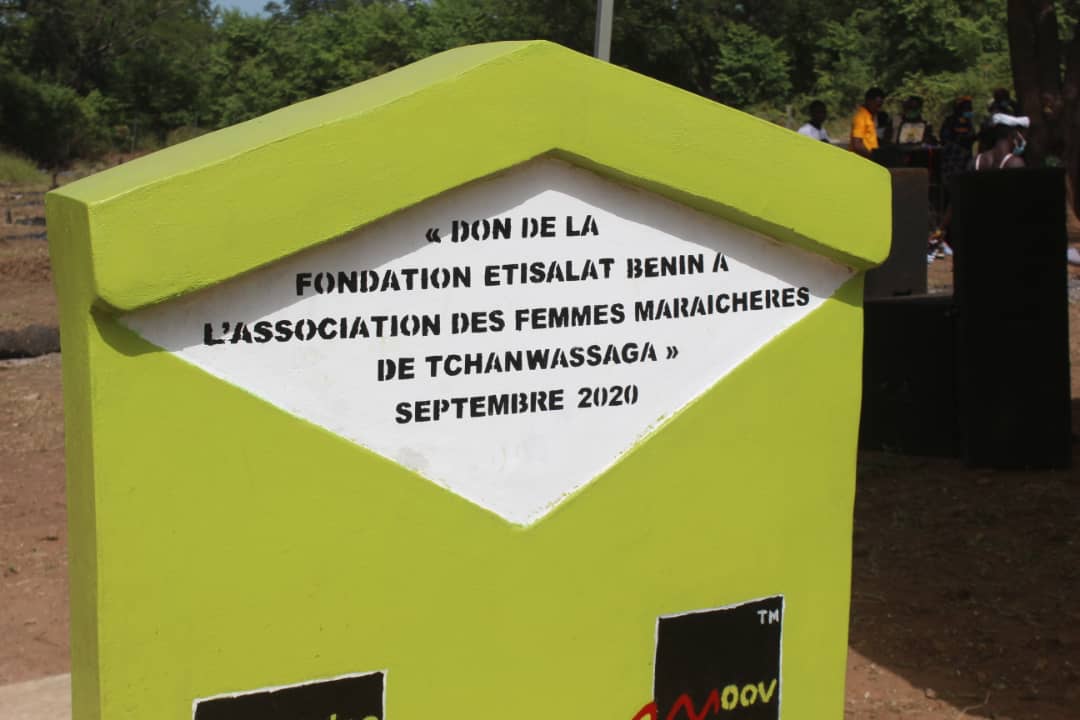 « DON DE LA
FONDATION ETISALAT BENIN A
L'ASSOCIATION DES FEMMES MARAICHERES
DE TCHANWASSAGA »
SEPTEMBRE 2020
TM
moov